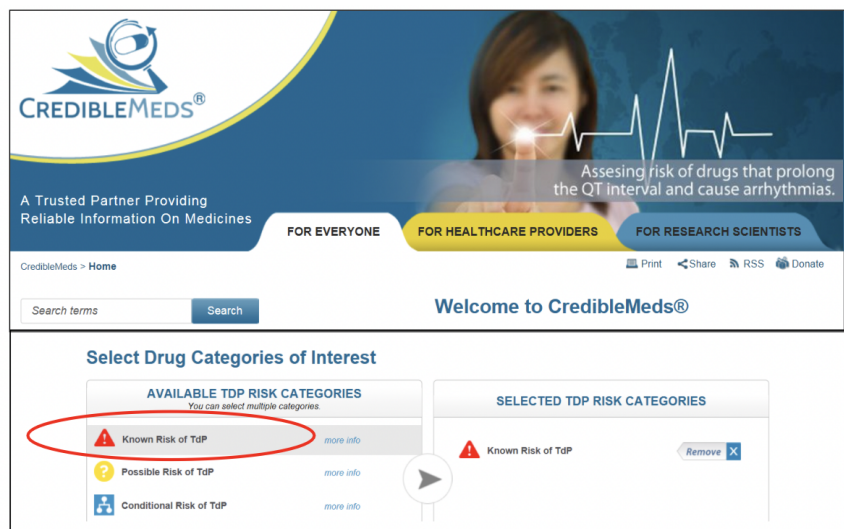 CREDIBLEMEDS®
Assesing risk of drugs that prolong
the QT interval and cause arrhythmias.
A Trusted Partner Providing
Reliable Information On Medicines
FOR EVERYONE
FOR HEALTHCARE PROVIDERS
FOR RESEARCH SCIENTISTS
CredibleMeds > Home
Print Share RSS Donate
Search terms Search
Welcome to CredibleMeds®
Select Drug Categories of Interest
AVAILABLE TDP RISK CATEGORIES
You can select multiple categories.
Known Risk of TdP more info
Possible Risk of TdP more info
Conditional Risk of TdP more info
SELECTED TDP RISK CATEGORIES
Known Risk of TdP Remove X